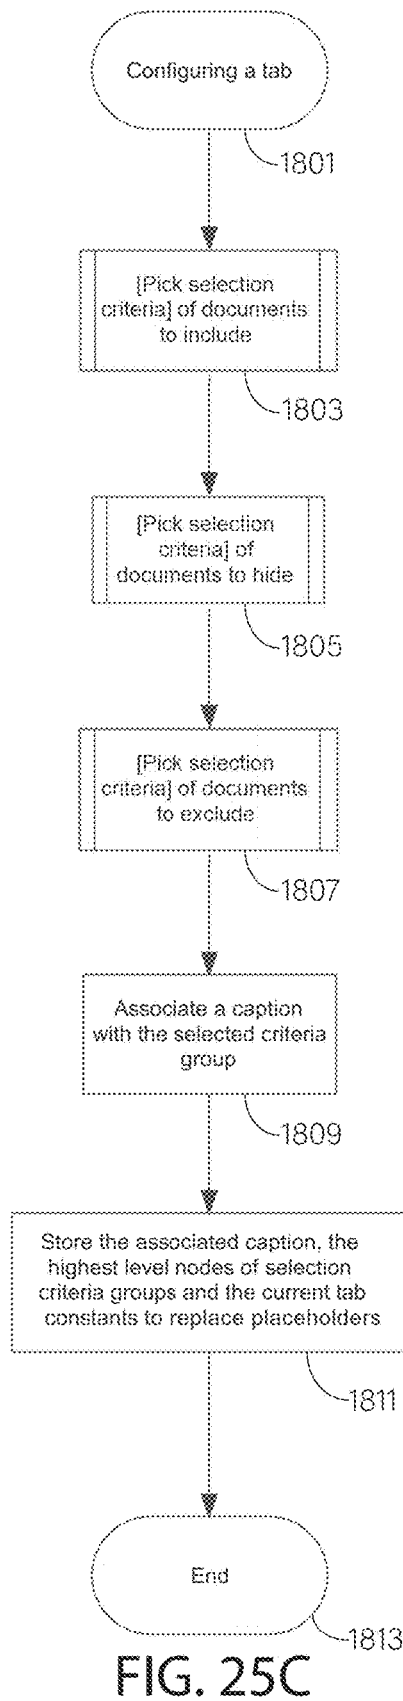 Configuring a tab
1801
[Pick selection
criteria] of documents
to include
1803
[Pick selection
criteria] of
documents to hide
1805
[Pick selection
criteria] of documents
to exclude
1807
Associate a caption
with the selected criteria
group
1809
Store the associated caption, the
highest level nodes of selection
criteria groups and the current tab
constants to replace placeholders
1811
End
1813
FIG. 25C